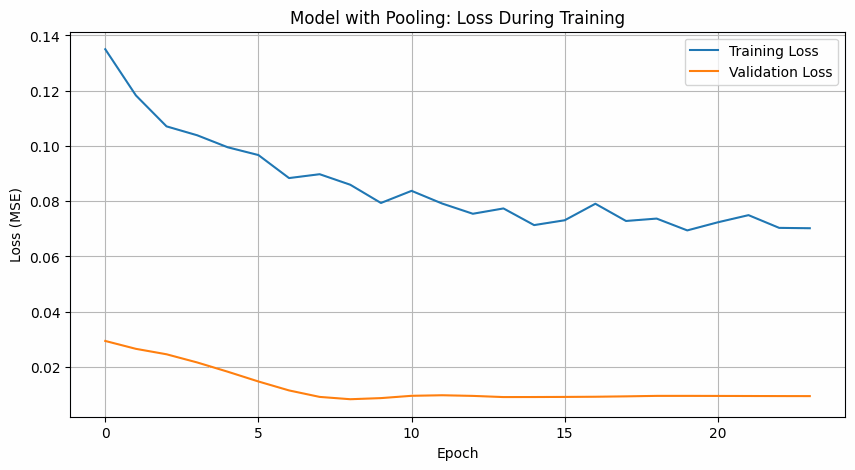 Model with Pooling: Loss During Training
Training Loss
Validation Loss
Loss (MSE)
0.14
0.12
0.10
0.08
0.06
0.04
0.02
0 5 10 15 20
Epoch